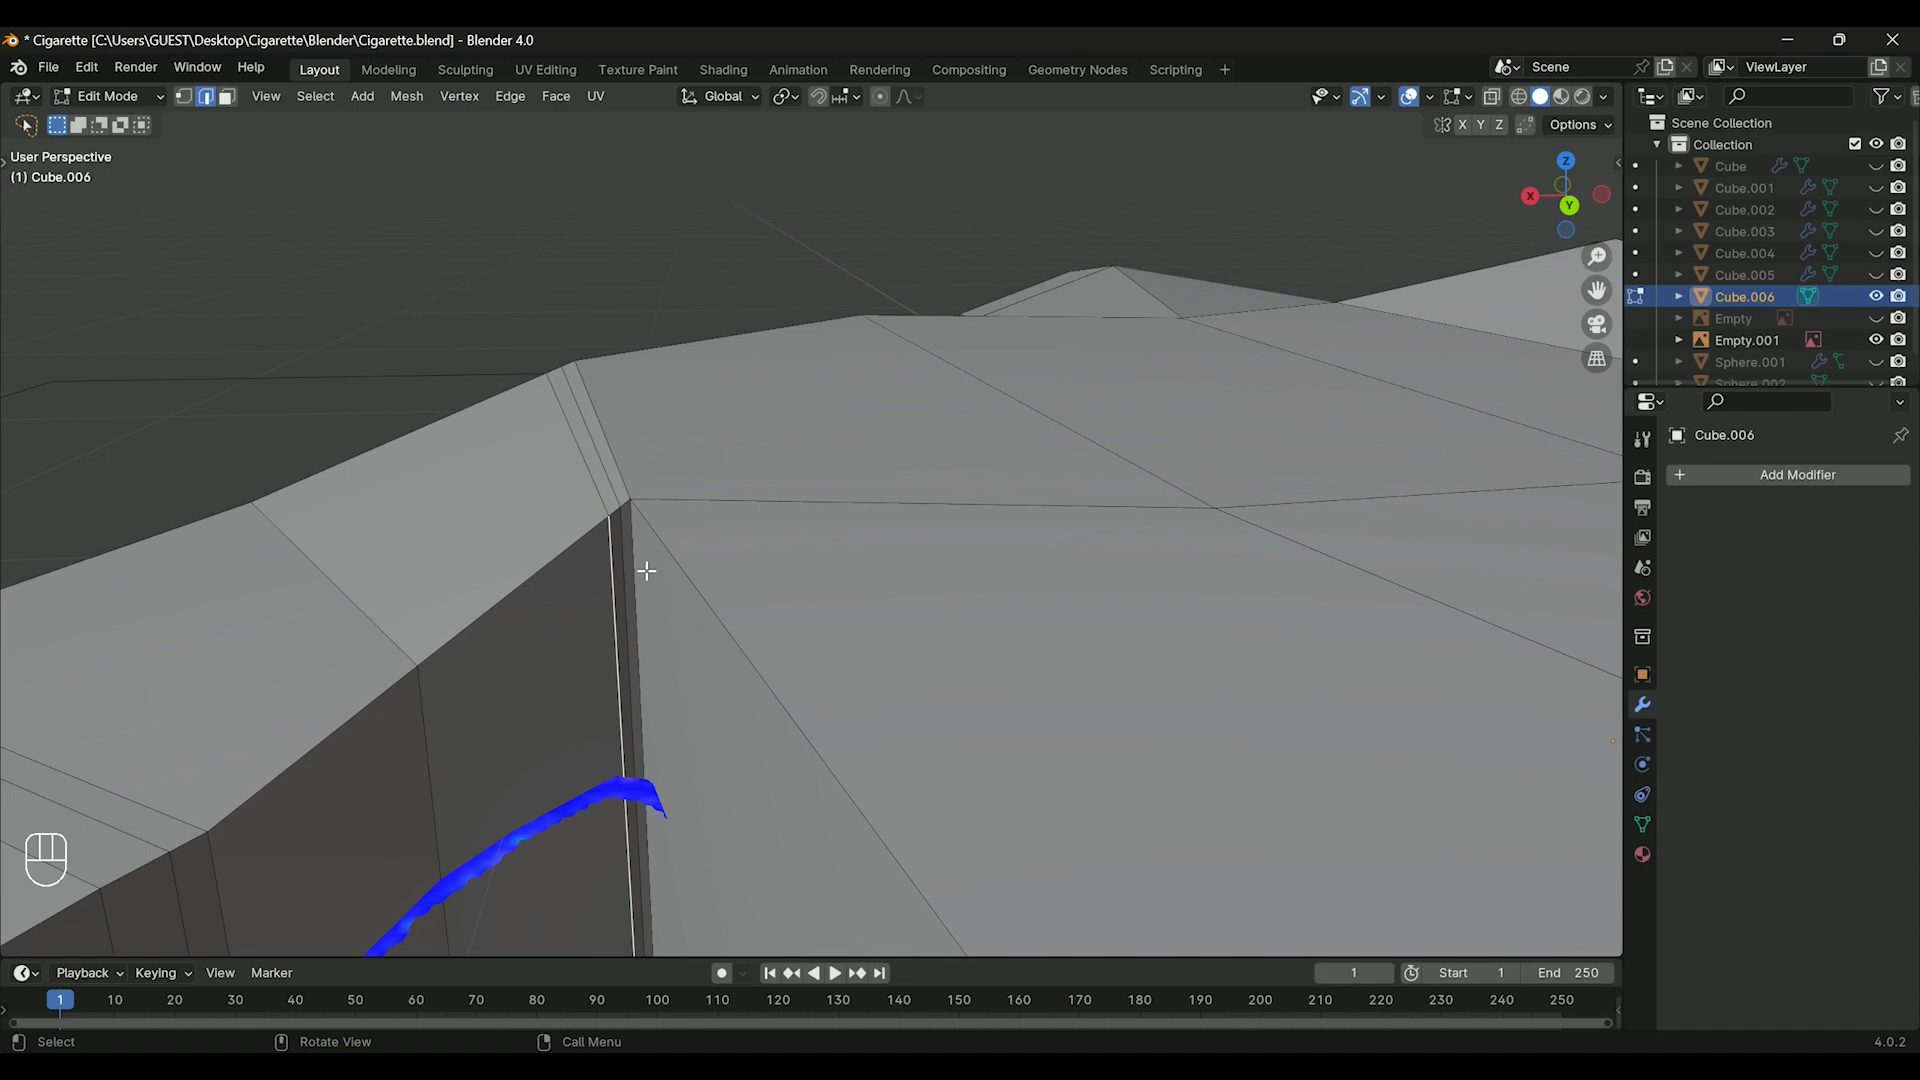 * Cigarette [C:\Users\GUEST\Desktop\Cigarette\Blender\Cigarette.blend] - Blender 4.0
File Edit Render Window Help Layout Modeling Sculpting UV Editing Texture Paint Shading Animation Rendering Compositing Geometry Nodes Scripting + Scene ViewLayer
Edit Mode View Select Add Mesh Vertex Edge Face UV Global
X Y Z Options
User Perspective
(1) Cube.006
Z
X
Y
Scene Collection
Collection
Cube
Cube.001
Cube.002
Cube.003
Cube.004
Cube.005
Cube.006
Empty
Empty.001
Sphere.001
Sphere.002
Cube.006
+ Add Modifier
Playback Keying View Marker 1 Start 1 End 250
1 10 20 30 40 50 60 70 80 90 100 110 120 130 140 150 160 170 180 190 200 210 220 230 240 250
Select Rotate View Call Menu 4.0.2